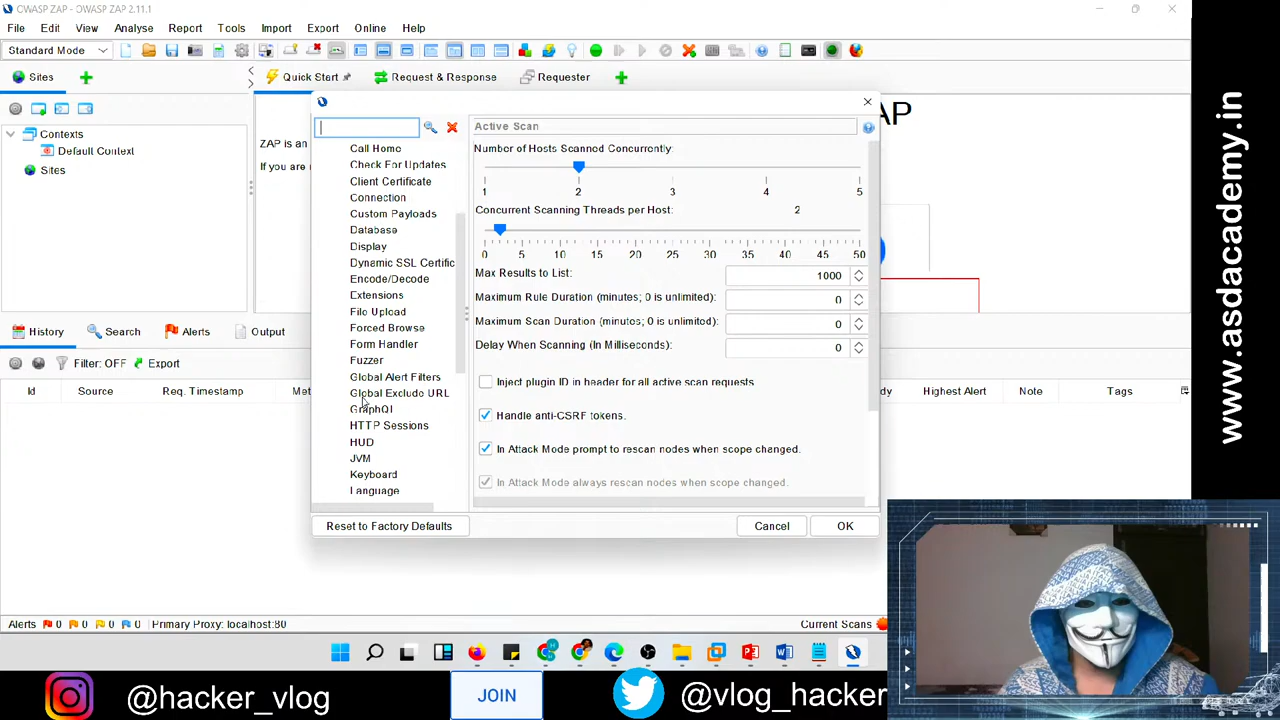 OWASP ZAP - OWASP ZAP 2.11.1
File Edit View Analyse Report Tools Import Export Online Help
Standard Mode
Sites
Quick Start
Request & Response
Requester
AP
Contexts
Default Context
Sites
ZAP is an
If you are
Call Home
Check For Updates
Client Certificate
Connection
Custom Payloads
Database
Display
Dynamic SSL Certific
Encode/Decode
Extensions
File Upload
Forced Browse
Form Handler
Fuzzer
Global Alert Filters
Global Exclude URL
GraphQL
HTTP Sessions
HUD
JVM
Keyboard
Language
Active Scan
Number of Hosts Scanned Concurrently:
1 2 3 4 5
Concurrent Scanning Threads per Host: 2
0 5 10 15 20 25 30 35 40 45 50
Max Results to List: 1000
Maximum Rule Duration (minutes; 0 is unlimited): 0
Maximum Scan Duration (minutes; 0 is unlimited): 0
Delay When Scanning (In Milliseconds): 0
Inject plugin ID in header for all active scan requests
Handle anti-CSRF tokens.
In Attack Mode prompt to rescan nodes when scope changed.
In Attack Mode always rescan nodes when scope changed.
Reset to Factory Defaults
Cancel
OK
History
Search
Alerts
Output
Filter: OFF
Export
Id Source Req. Timestamp Met Highest Alert Note Tags
Alerts 0 0 0 0 Primary Proxy: localhost:80
Current Scans
@hacker_vlog
JOIN
@vlog_hacker
www.asdacademy.in